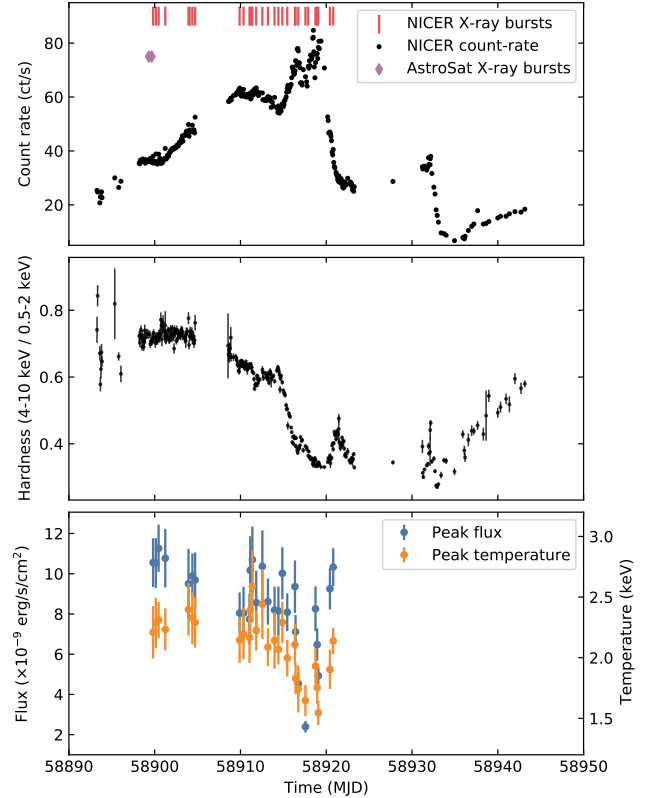 NICER X-ray bursts
NICER count-rate
AstroSat X-ray bursts
Count rate (ct/s)
80
60
40
20
Hardness (4-10 keV / 0.5-2 keV)
0.8
0.6
0.4
Peak flux
Peak temperature
Flux (×10⁻⁹ erg/s/cm²)
12
10
8
6
4
2
3.0
2.5
2.0
1.5
Temperature (keV)
58890 58900 58910 58920 58930 58940 58950
Time (MJD)